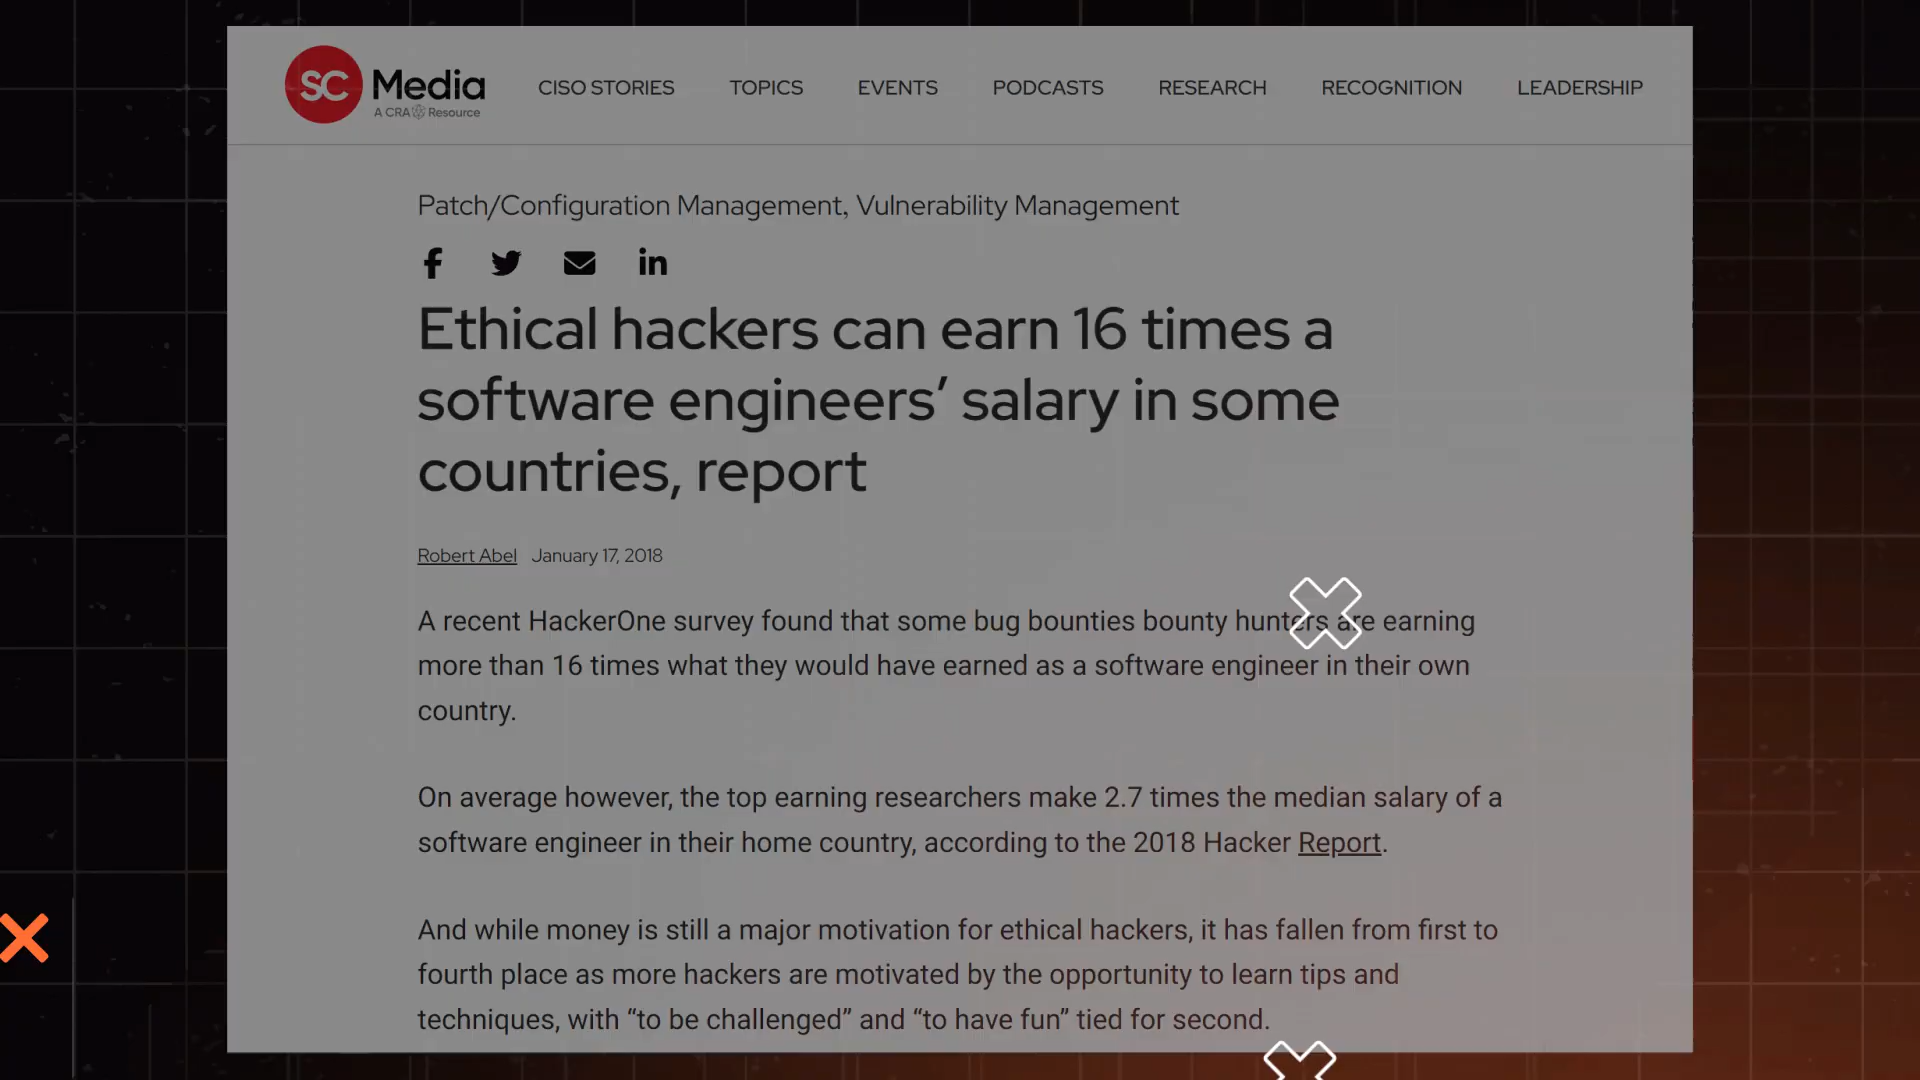 SC Media
A CRA Resource
CISO STORIES TOPICS EVENTS PODCASTS RESEARCH RECOGNITION LEADERSHIP
Patch/Configuration Management, Vulnerability Management
Ethical hackers can earn 16 times a
software engineers’ salary in some
countries, report
Robert Abel January 17, 2018
A recent HackerOne survey found that some bug bounties bounty hunters are earning
more than 16 times what they would have earned as a software engineer in their own
country.
On average however, the top earning researchers make 2.7 times the median salary of a
software engineer in their home country, according to the 2018 Hacker Report.
And while money is still a major motivation for ethical hackers, it has fallen from first to
fourth place as more hackers are motivated by the opportunity to learn tips and
techniques, with “to be challenged” and “to have fun” tied for second.